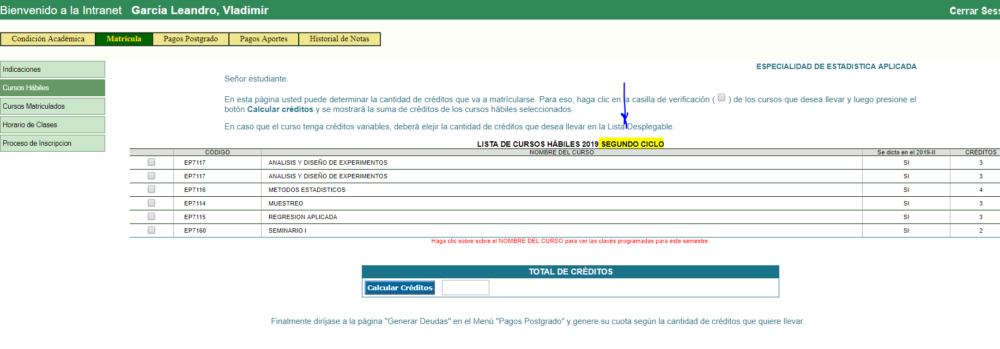 Bienvenido a la Intranet García Leandro, Vladimir
Cerrar Ses
Condición Académica Matrícula Pagos Postgrado Pagos Aportes Historial de Notas
Indicaciones
Cursos Hábiles
Cursos Matriculados
Horario de Clases
Proceso de Inscripcion
ESPECIALIDAD DE ESTADISTICA APLICADA
Señor estudiante.
En esta página usted puede determinar la cantidad de créditos que va a matrícularse. Para eso, haga clic en la casilla de verificación ( ) de los cursos que desea llevar y luego presione el
botón Calcular créditos y se mostrará la suma de créditos de los cursos hábiles seleccionados.
En caso que el curso tenga créditos variables, deberá elejir la cantidad de créditos que desea llevar en la Lista Desplegable.
LISTA DE CURSOS HÁBILES 2019 SEGUNDO CICLO
CÓDIGO NOMBRE DEL CURSO Se dicta en el 2019-II CRÉDITOS
EP7117 ANALISIS Y DISEÑO DE EXPERIMENTOS SI 3
EP7117 ANALISIS Y DISEÑO DE EXPERIMENTOS SI 3
EP7116 METODOS ESTADISTICOS SI 4
EP7114 MUESTREO SI 3
EP7115 REGRESION APLICADA SI 3
EP7160 SEMINARIO I SI 2
Haga clic sobre sobre el NOMBRE DEL CURSO para ver las claves programadas para este semestre.
TOTAL DE CRÉDITOS
Calcular Créditos
Finalmente diríjase a la página "Generar Deudas" en el Menú "Pagos Postgrado" y genere su cuota según la cantidad de créditos que quiere llevar.